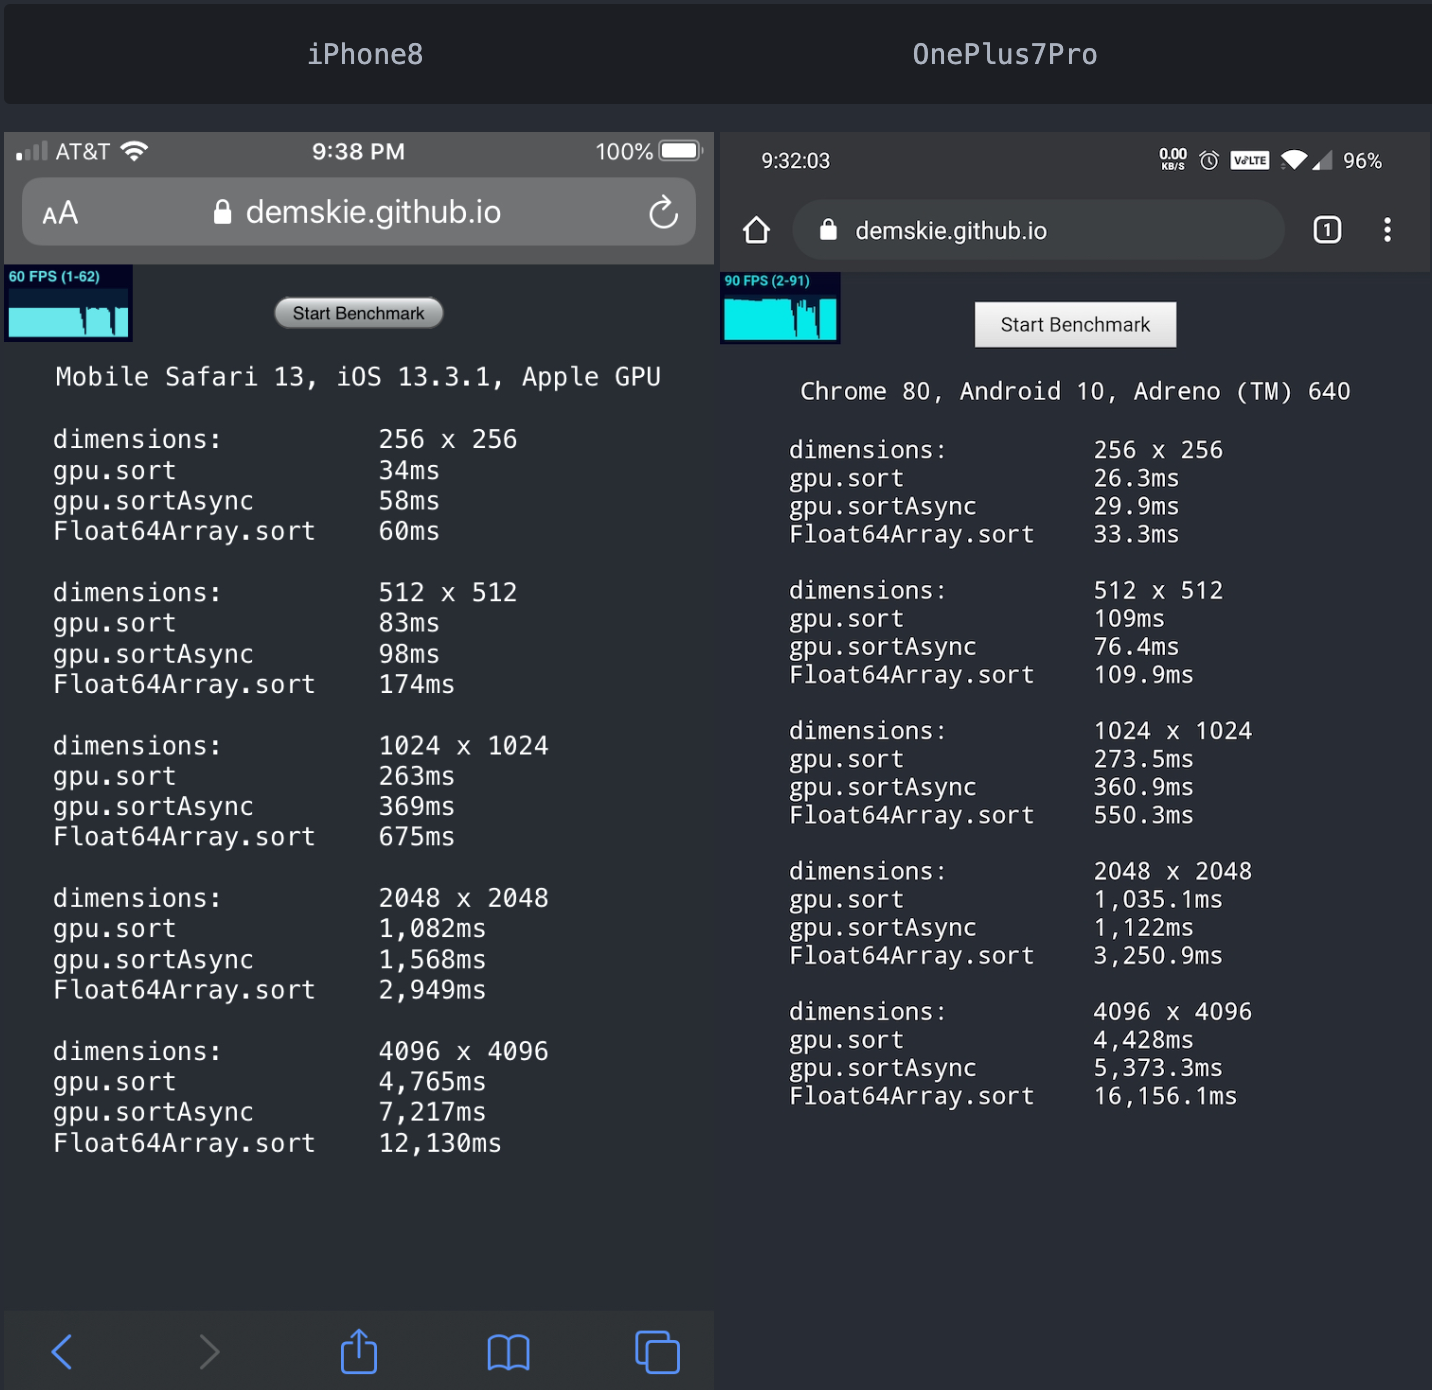 iPhone8
OnePlus7Pro
AT&T 9:38 PM 100%
AA demskie.github.io
60 FPS (1-62)
Start Benchmark
Mobile Safari 13, iOS 13.3.1, Apple GPU
dimensions: 256 x 256
gpu.sort 34ms
gpu.sortAsync 58ms
Float64Array.sort 60ms
dimensions: 512 x 512
gpu.sort 83ms
gpu.sortAsync 98ms
Float64Array.sort 174ms
dimensions: 1024 x 1024
gpu.sort 263ms
gpu.sortAsync 369ms
Float64Array.sort 675ms
dimensions: 2048 x 2048
gpu.sort 1,082ms
gpu.sortAsync 1,568ms
Float64Array.sort 2,949ms
dimensions: 4096 x 4096
gpu.sort 4,765ms
gpu.sortAsync 7,217ms
Float64Array.sort 12,130ms
9:32:03 0.00 KB/S VoLTE 96%
demskie.github.io 1
90 FPS (2-91)
Start Benchmark
Chrome 80, Android 10, Adreno (TM) 640
dimensions: 256 x 256
gpu.sort 26.3ms
gpu.sortAsync 29.9ms
Float64Array.sort 33.3ms
dimensions: 512 x 512
gpu.sort 109ms
gpu.sortAsync 76.4ms
Float64Array.sort 109.9ms
dimensions: 1024 x 1024
gpu.sort 273.5ms
gpu.sortAsync 360.9ms
Float64Array.sort 550.3ms
dimensions: 2048 x 2048
gpu.sort 1,035.1ms
gpu.sortAsync 1,122ms
Float64Array.sort 3,250.9ms
dimensions: 4096 x 4096
gpu.sort 4,428ms
gpu.sortAsync 5,373.3ms
Float64Array.sort 16,156.1ms